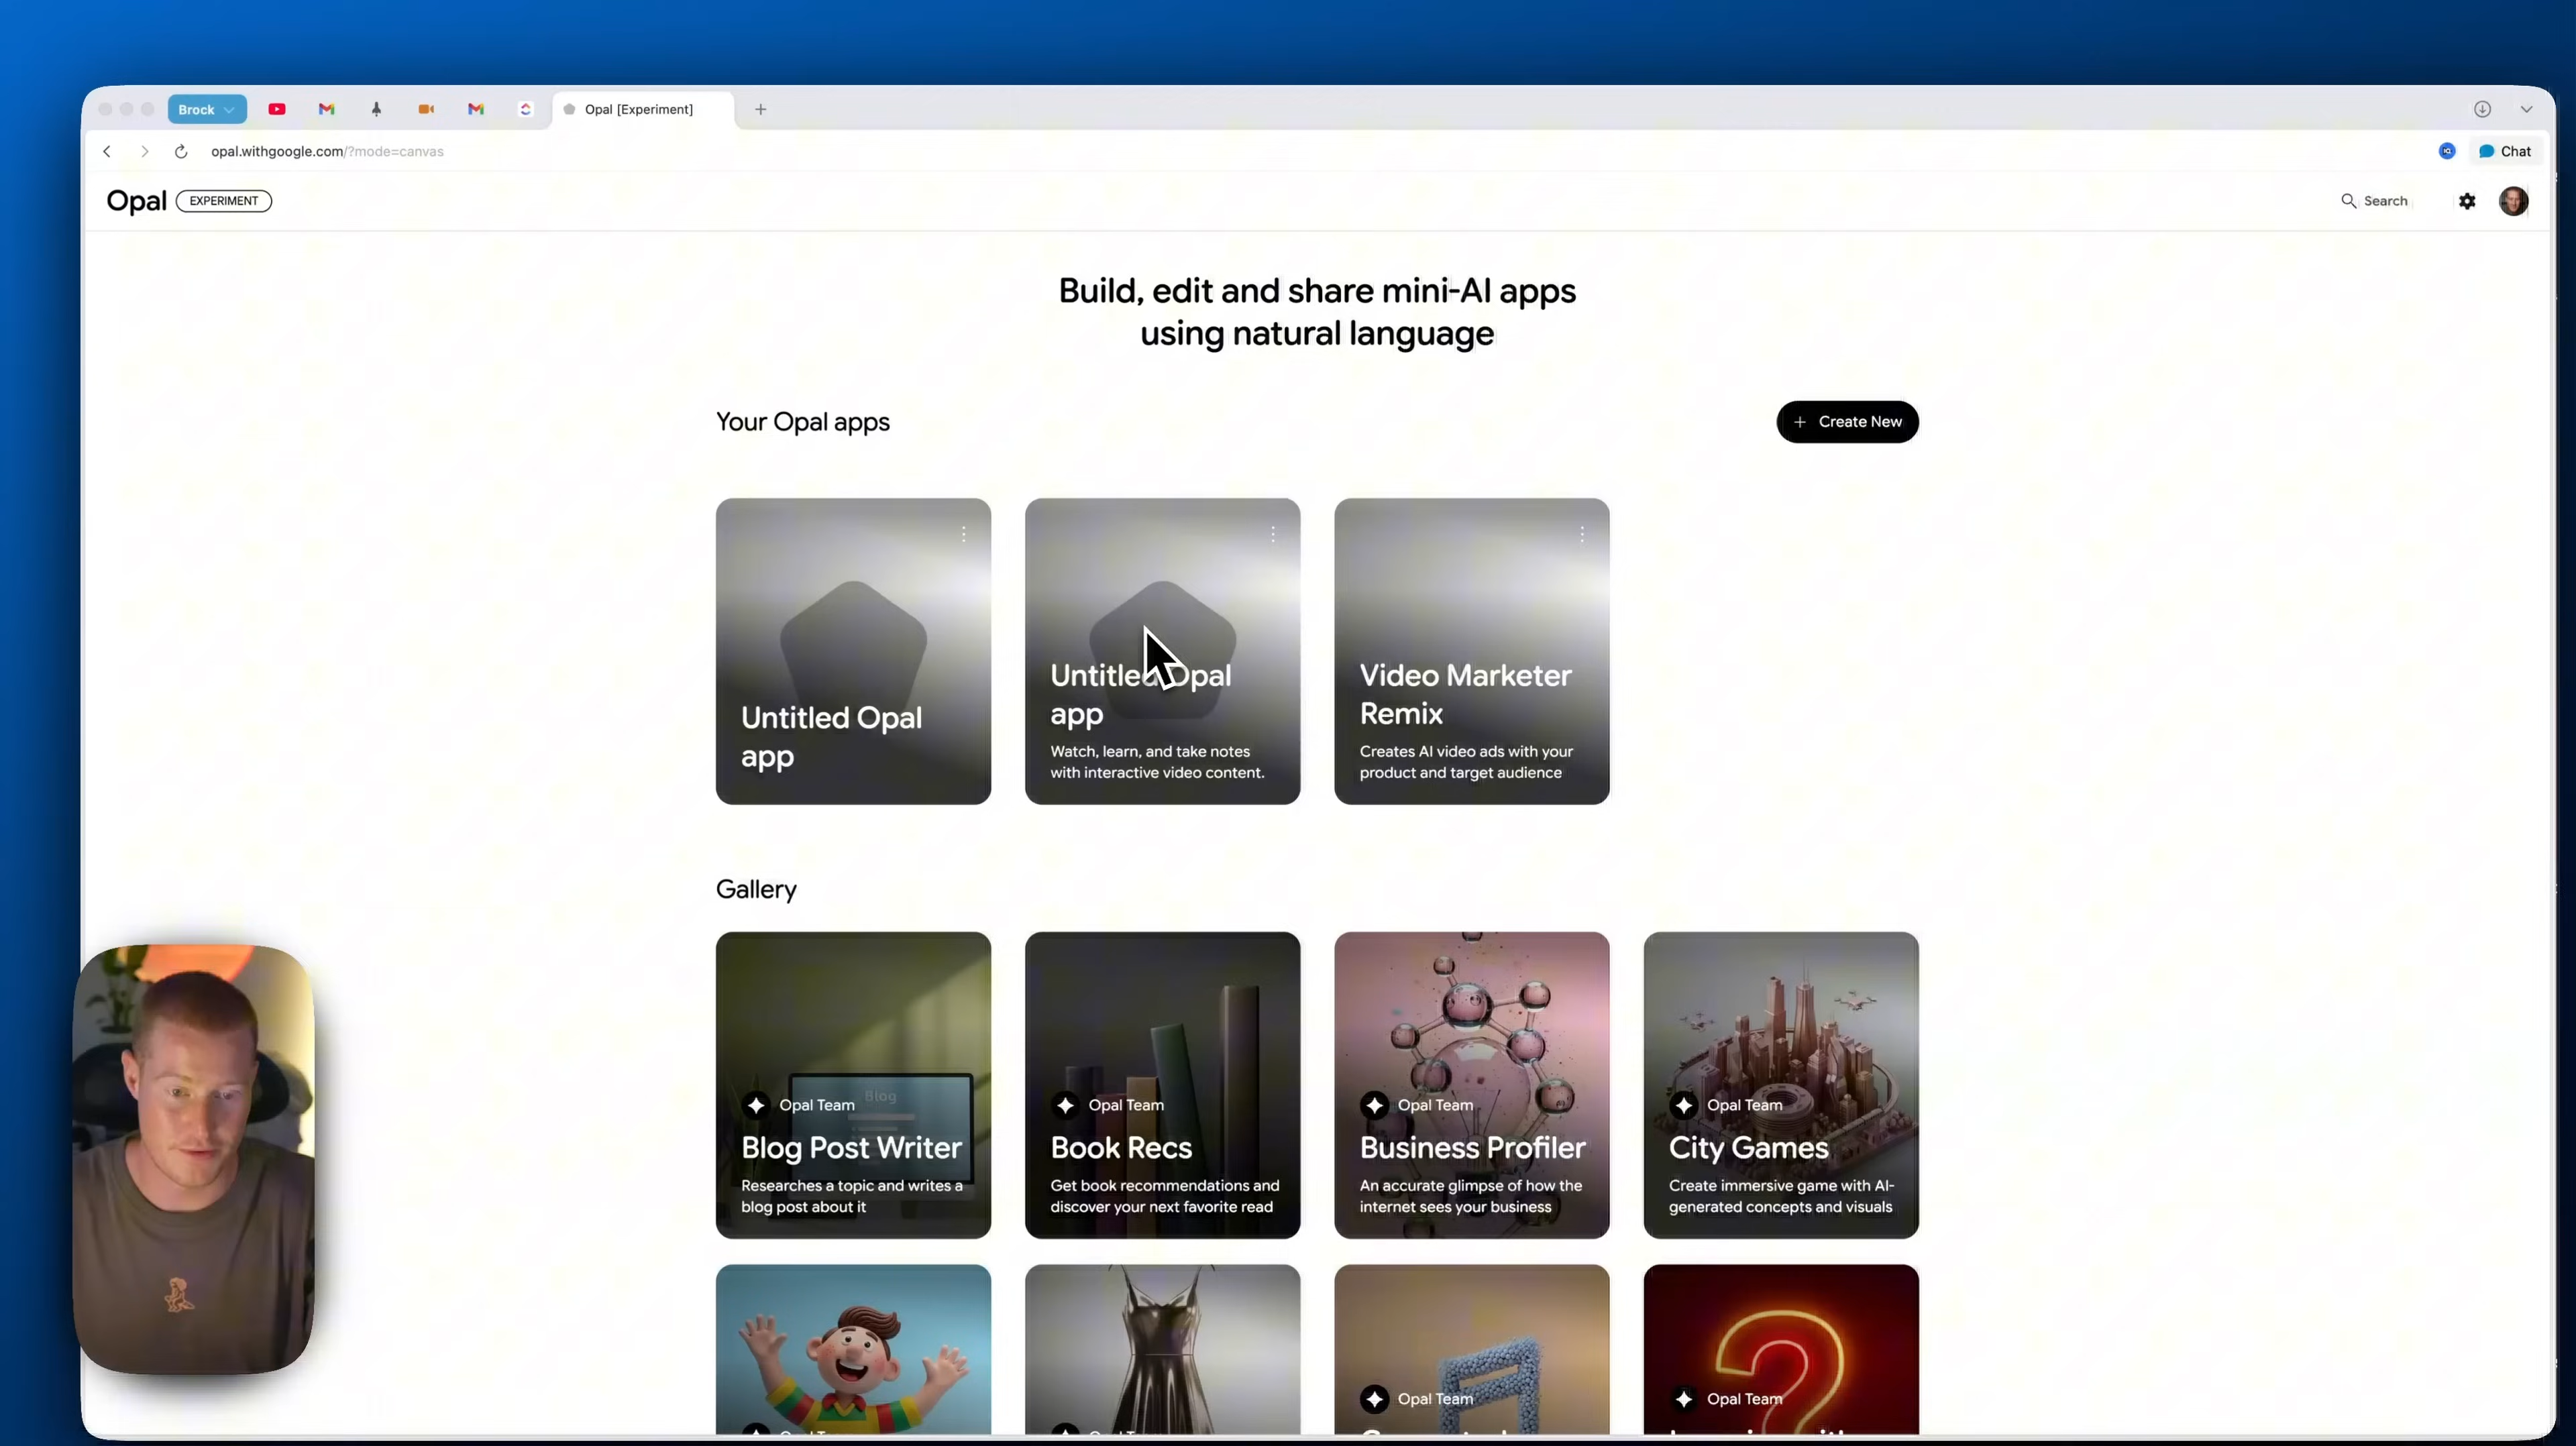 Brock
Opal [Experiment]
opal.withgoogle.com/?mode=canvas
Chat
Opal
EXPERIMENT
Search
Build, edit and share mini-AI apps
using natural language
Your Opal apps
Create New
Untitled Opal
app
Untitled Opal
app
Watch, learn, and take notes
with interactive video content.
Video Marketer
Remix
Creates AI video ads with your
product and target audience
Gallery
Blog
Opal Team
Blog Post Writer
Researches a topic and writes a
blog post about it
Opal Team
Book Recs
Get book recommendations and
discover your next favorite read
Opal Team
Business Profiler
An accurate glimpse of how the
internet sees your business
Opal Team
City Games
Create immersive game with AI-
generated concepts and visuals
Opal Team
Opal Team